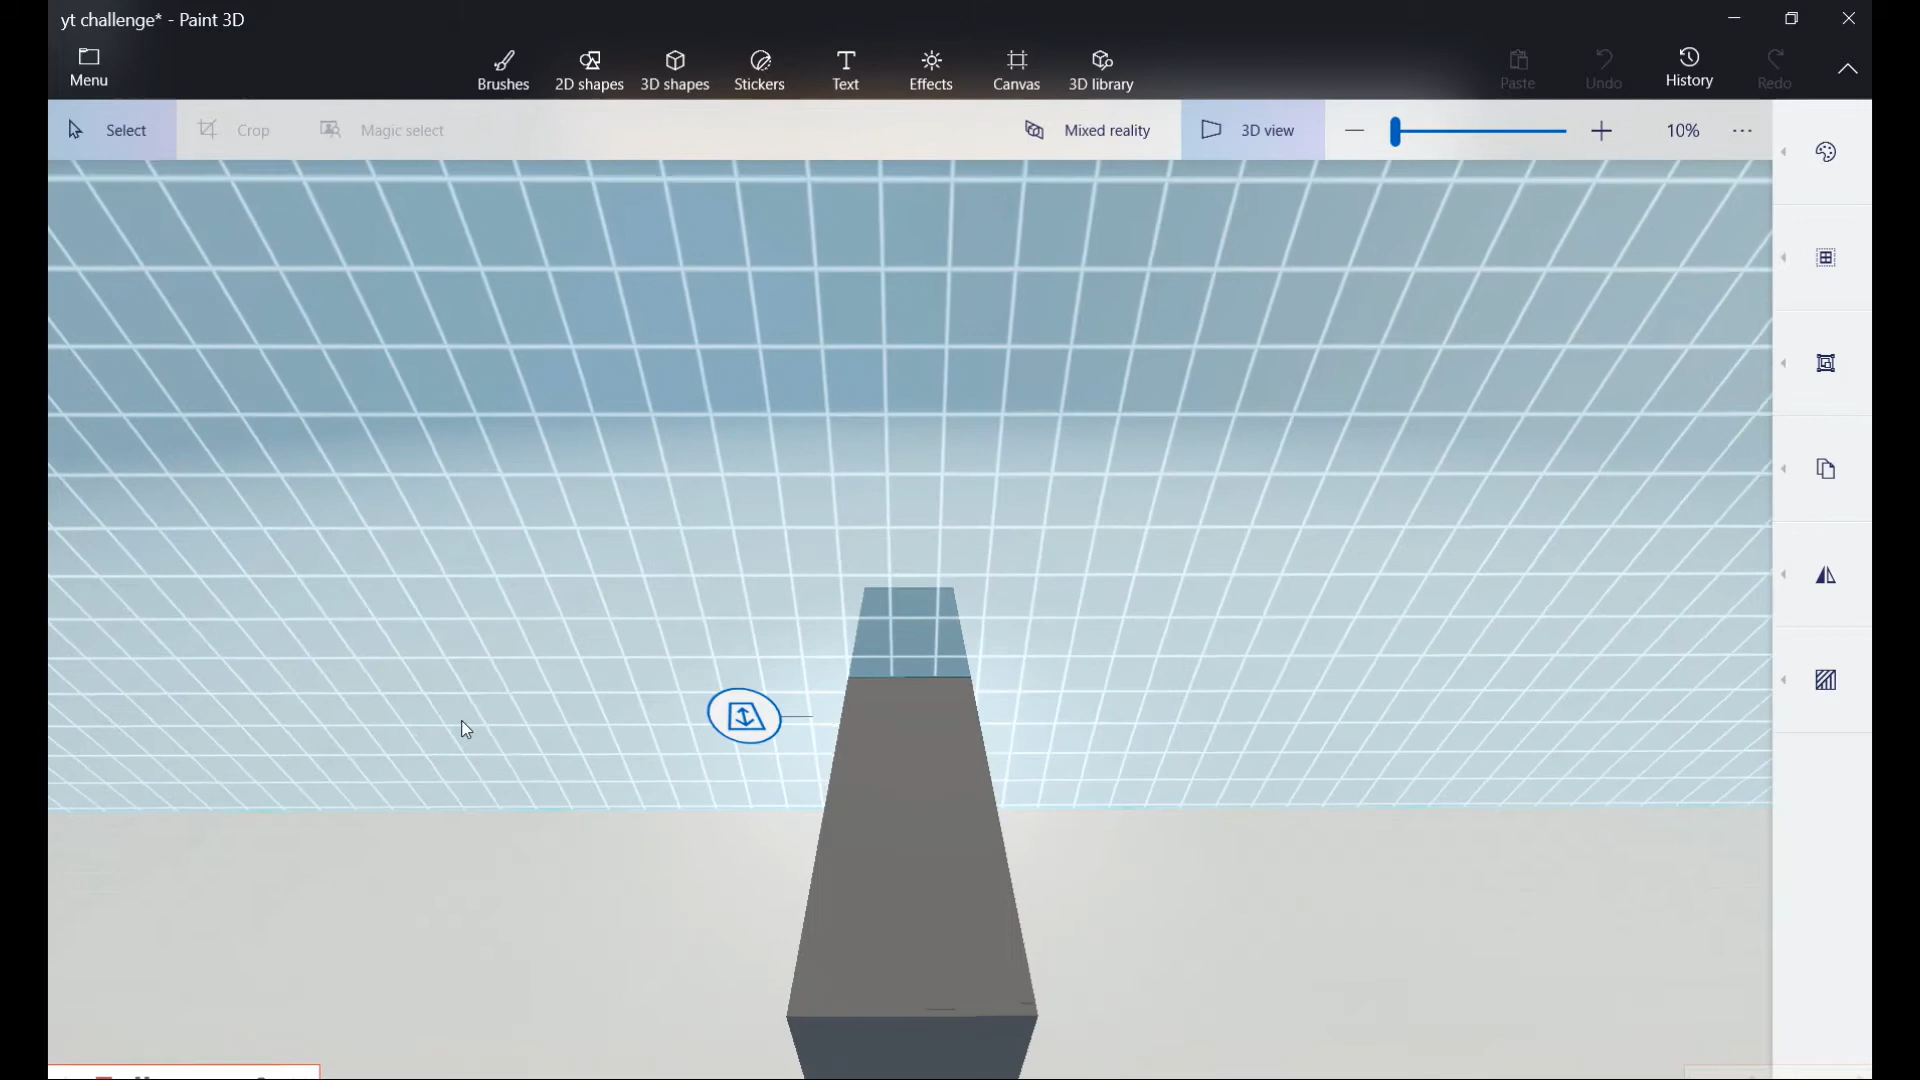 yt challenge* - Paint 3D
Menu
Brushes
2D shapes
3D shapes
Stickers
Text
Effects
Canvas
3D library
Paste
Undo
History
Redo
Select
Crop
Magic select
Mixed reality
3D view
10%